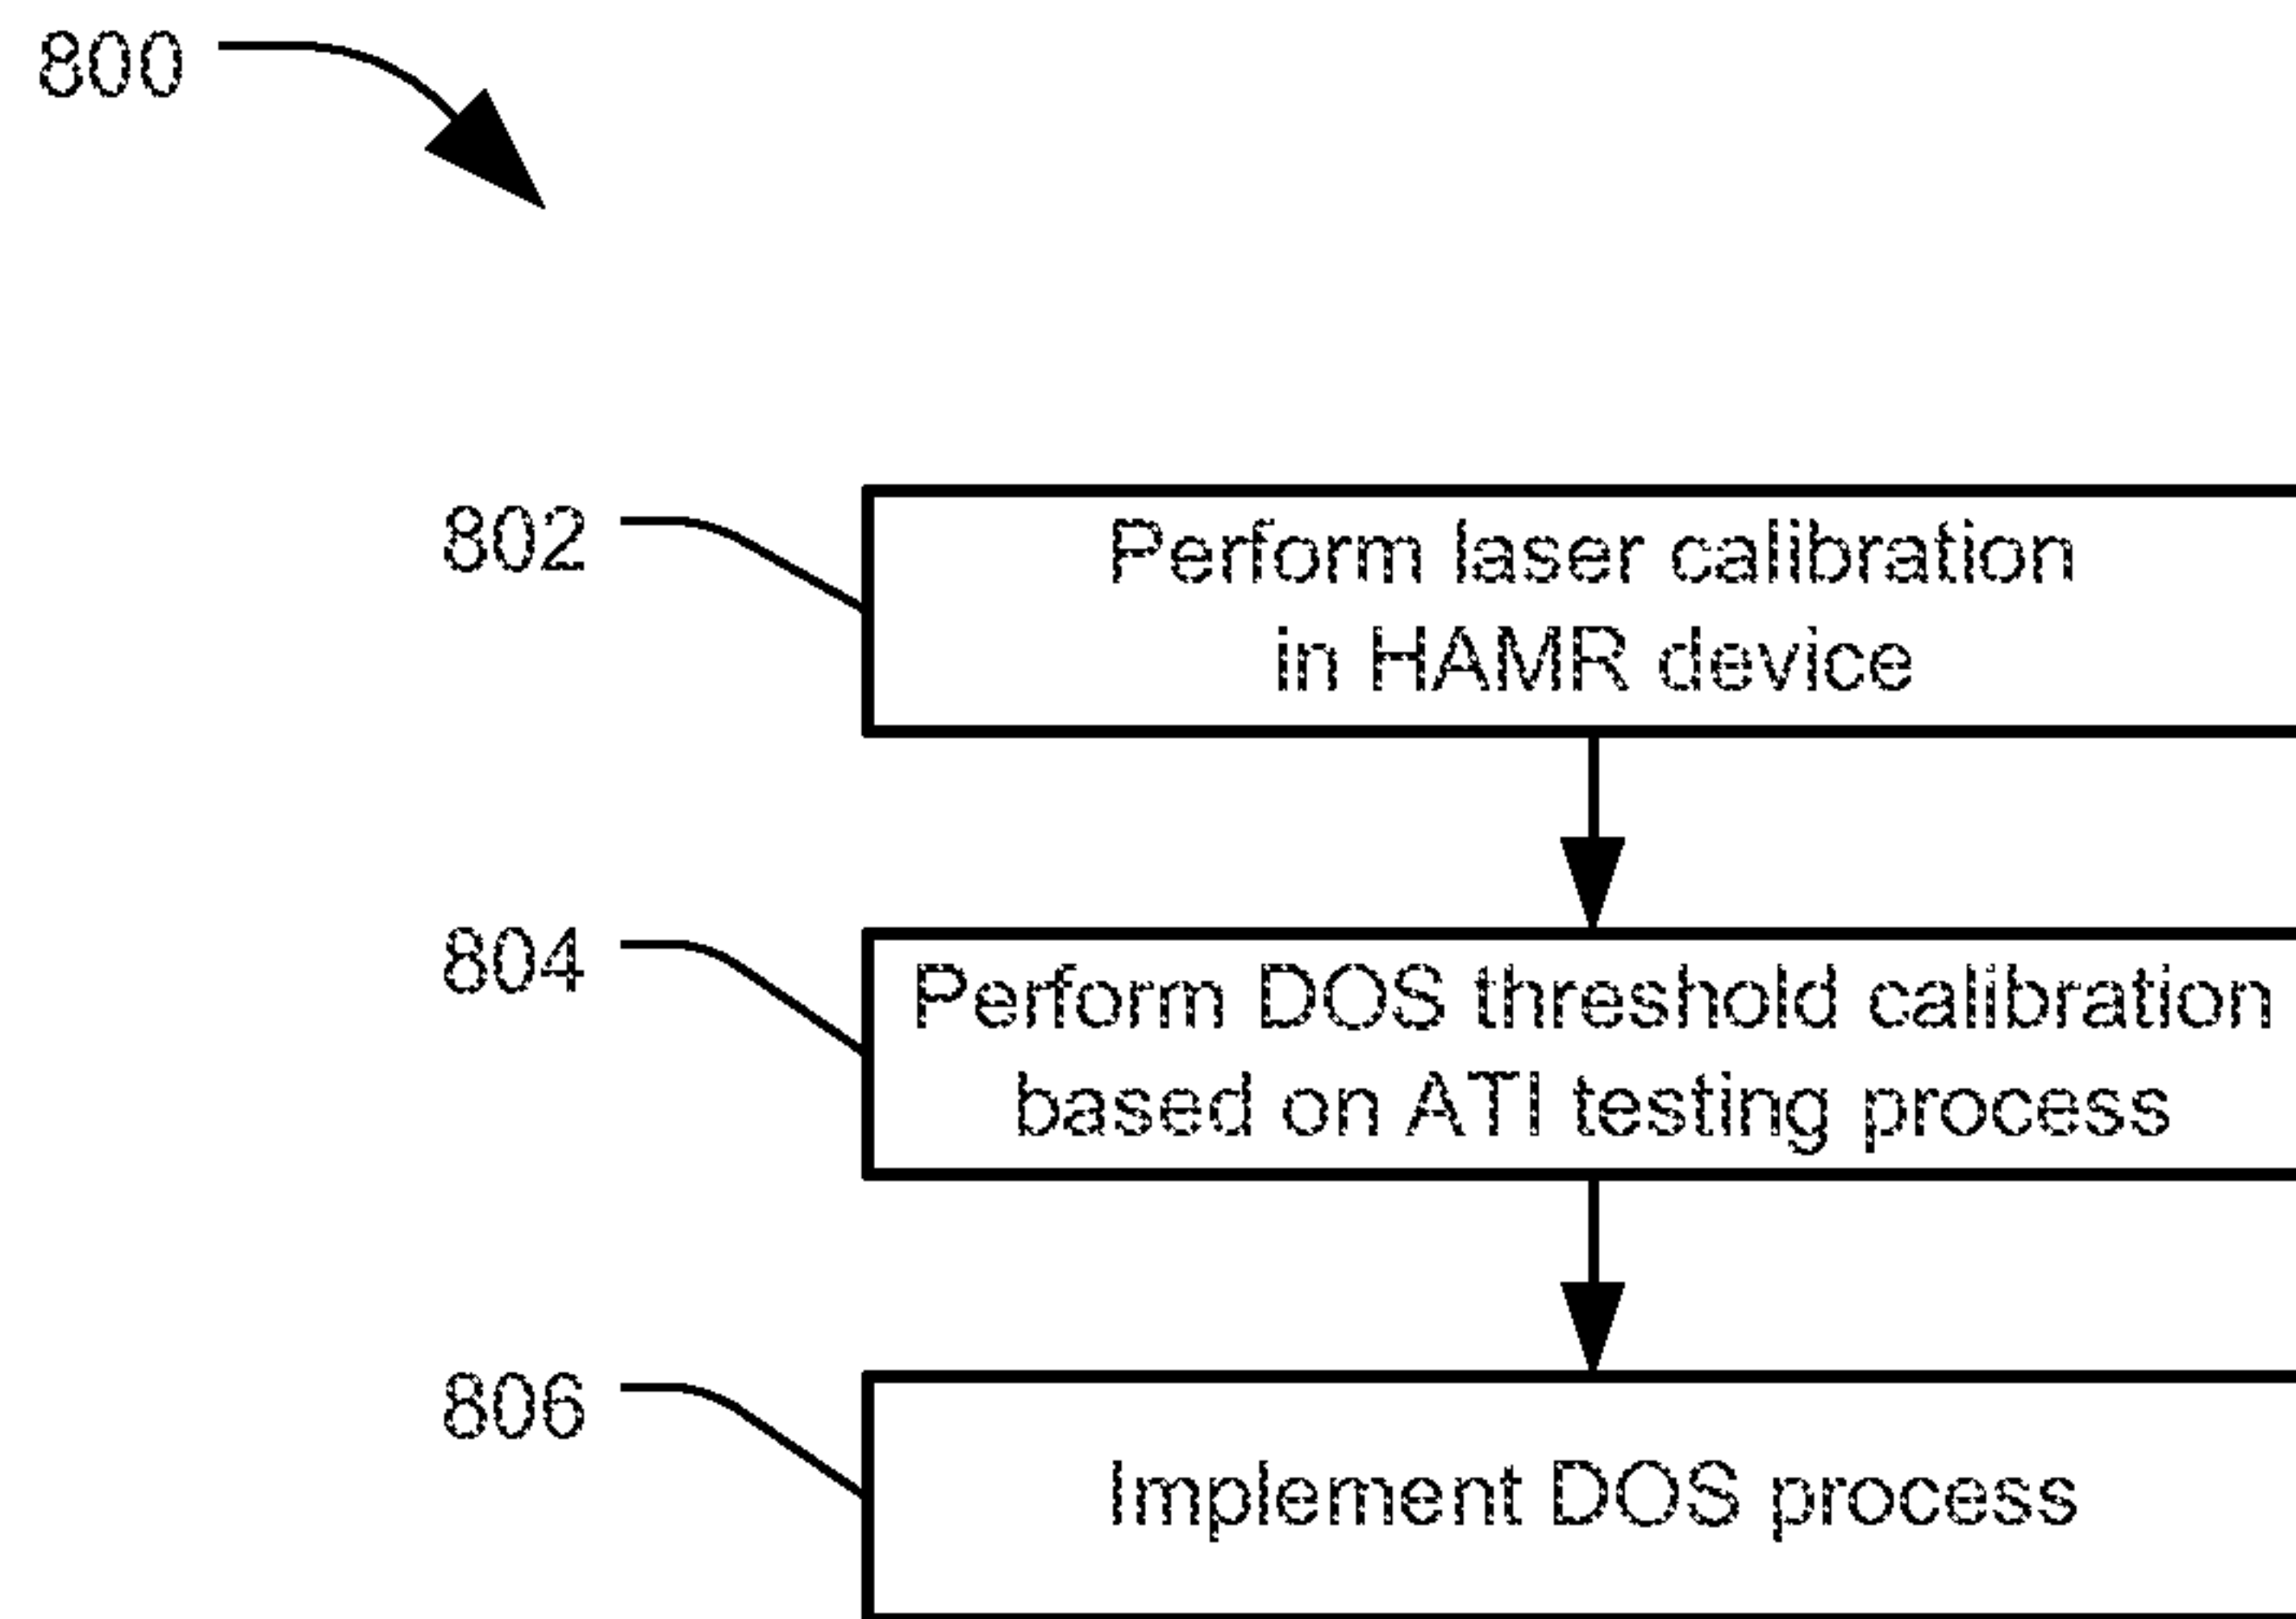 800
802
Perform laser calibration
in HAMR device
804
Perform DOS threshold calibration
based on ATI testing process
806
Implement DOS process